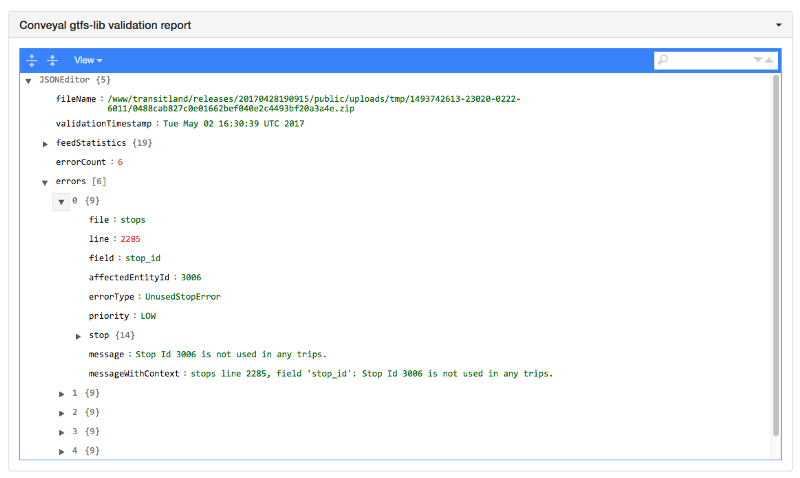 Conveyal gtfs-lib validation report
View
JSONEditor {5}
fileName : /www/transitland/releases/20170428190915/public/uploads/tmp/1493742613-23020-0222-
6011/0488cab827c0e01662bef040e2c4493bf20a3a4e.zip
validationTimestamp : Tue May 02 16:30:39 UTC 2017
feedStatistics {19}
errorCount : 6
errors [6]
0 {9}
file : stops
line : 2285
field : stop_id
affectedEntityId : 3006
errorType : UnusedStopError
priority : LOW
stop {14}
message : Stop Id 3006 is not used in any trips.
messageWithContext : stops line 2285, field 'stop_id': Stop Id 3006 is not used in any trips.
1 {9}
2 {9}
3 {9}
4 {9}